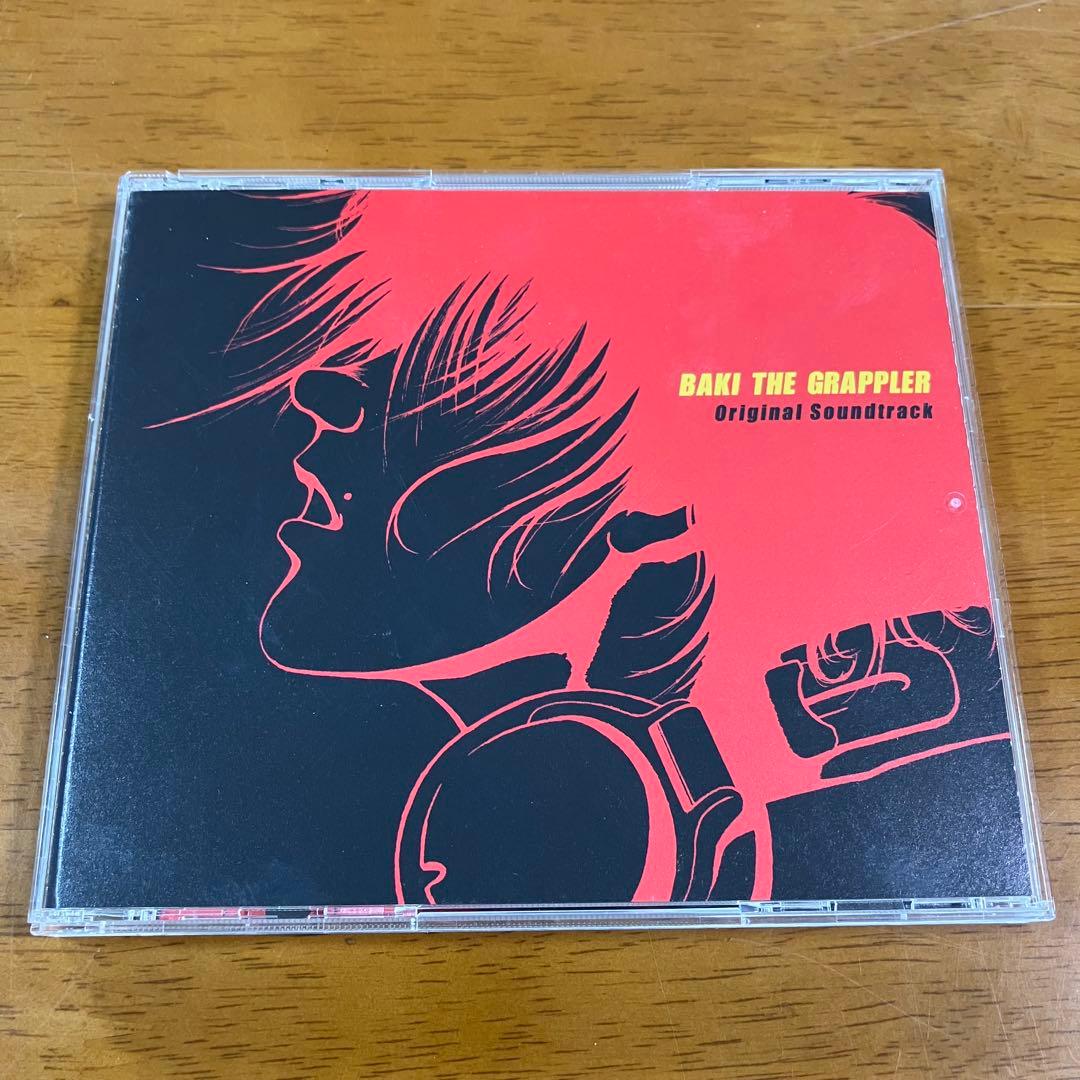 BAKI THE GRAPPLER
Original Soundtrack